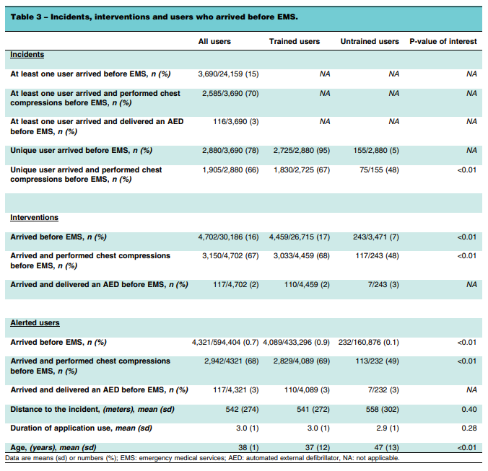 Table 3 – Incidents, interventions and users who arrived before EMS.
All users Trained users Untrained users P-value of interest
Incidents
At least one user arrived before EMS, n (%) 3,690/24,159 (15) NA NA NA
At least one user arrived and performed chest 2,585/3,690 (70) NA NA NA
compressions before EMS, n (%)
At least one user arrived and delivered an AED 116/3,690 (3) NA NA NA
before EMS, n (%)
Unique user arrived before EMS, n (%) 2,880/3,690 (78) 2,725/2,880 (95) 155/2,880 (5) NA
Unique user arrived and performed chest 1,905/2,880 (66) 1,830/2,725 (67) 75/155 (48) <0.01
compressions before EMS, n (%)
Interventions
Arrived before EMS, n (%) 4,702/30,186 (16) 4,459/26,715 (17) 243/3,471 (7) <0.01
Arrived and performed chest compressions 3,150/4,702 (67) 3,033/4,459 (68) 117/243 (48) <0.01
before EMS, n (%)
Arrived and delivered an AED before EMS, n (%) 117/4,702 (2) 110/4,459 (2) 7/243 (3) NA
Alerted users
Arrived before EMS, n (%) 4,321/594,404 (0.7) 4,089/433,296 (0.9) 232/160,876 (0.1) <0.01
Arrived and performed chest compressions 2,942/4321 (68) 2,829/4,089 (69) 113/232 (49) <0.01
before EMS, n (%)
Arrived and delivered an AED before EMS, n (%) 117/4,321 (3) 110/4,089 (3) 7/232 (3) NA
Distance to the incident, (meters), mean (sd) 542 (274) 541 (272) 558 (302) 0.40
Duration of application use, mean (sd) 3.0 (1) 3.0 (1) 2.9 (1) 0.28
Age, (years), mean (sd) 38 (1) 37 (12) 47 (13) <0.01
Data are means (sd) or numbers (%); EMS: emergency medical services; AED: automated external defibrillator, NA: not applicable.